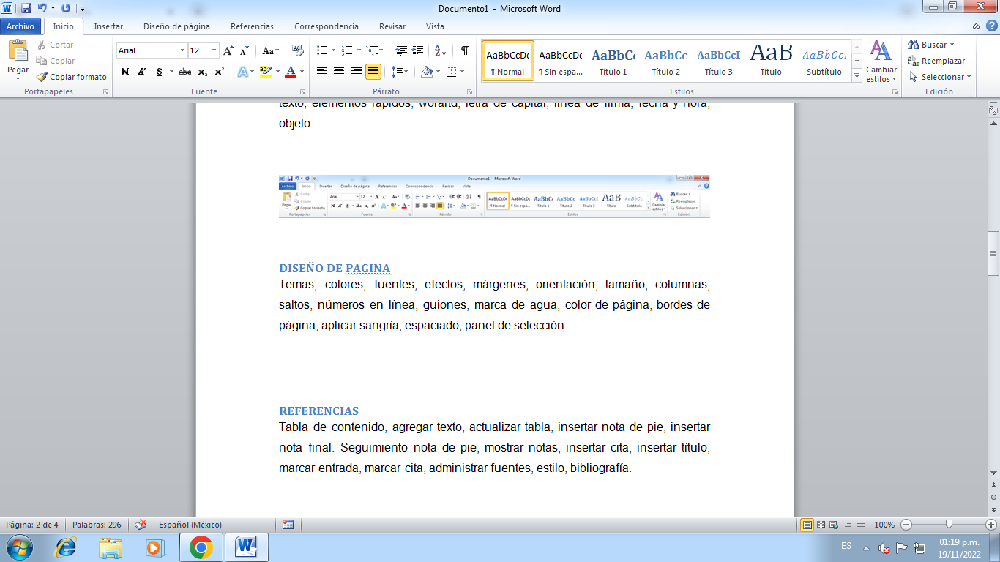 Documento1 - Microsoft Word
Archivo Inicio Insertar Diseño de página Referencias Correspondencia Revisar Vista
Pegar
Cortar
Copiar
Copiar formato
Portapapeles
Arial 12
Aa
N K S abc x₂ x² A ab A
Fuente
A Z
Párrafo
AaBbCcDc AaBbCcDc AaBbCc AaBbCc AaBbCcI AaB AaBbCc.
¶ Normal ¶ Sin espa... Título 1 Título 2 Título 3 Título Subtítulo
Cambiar
estilos
Estilos
Buscar
Reemplazar
Seleccionar
Edición
texto, elementos rápidos, letra de capital, línea de firma, fecha y hora,
objeto.
Documento1 - Microsoft Word
Archivo Inicio Insertar Diseño de página Referencias Correspondencia Revisar Vista
Pegar
Cortar
Copiar
Copiar formato
Portapapeles
Arial 12
Fuente
Párrafo
AaBbCcDc AaBbCcDc AaBbC AaBbCc AaBbCcI AaB AaBbCc.
¶ Normal ¶ Sin espa... Título 1 Título 2 Título 3 Título Subtítulo
Cambiar
estilos
Estilos
Buscar
Reemplazar
Seleccionar
Edición
DISEÑO DE PAGINA
Temas, colores, fuentes, efectos, márgenes, orientación, tamaño, columnas,
saltos, números en línea, guiones, marca de agua, color de página, bordes de
página, aplicar sangría, espaciado, panel de selección.
REFERENCIAS
Tabla de contenido, agregar texto, actualizar tabla, insertar nota de pie, insertar
nota final. Seguimiento nota de pie, mostrar notas, insertar cita, insertar título,
marcar entrada, marcar cita, administrar fuentes, estilo, bibliografía.
Página: 2 de 4 Palabras: 296 Español (México) 100%
ES
01:19 p.m.
19/11/2022